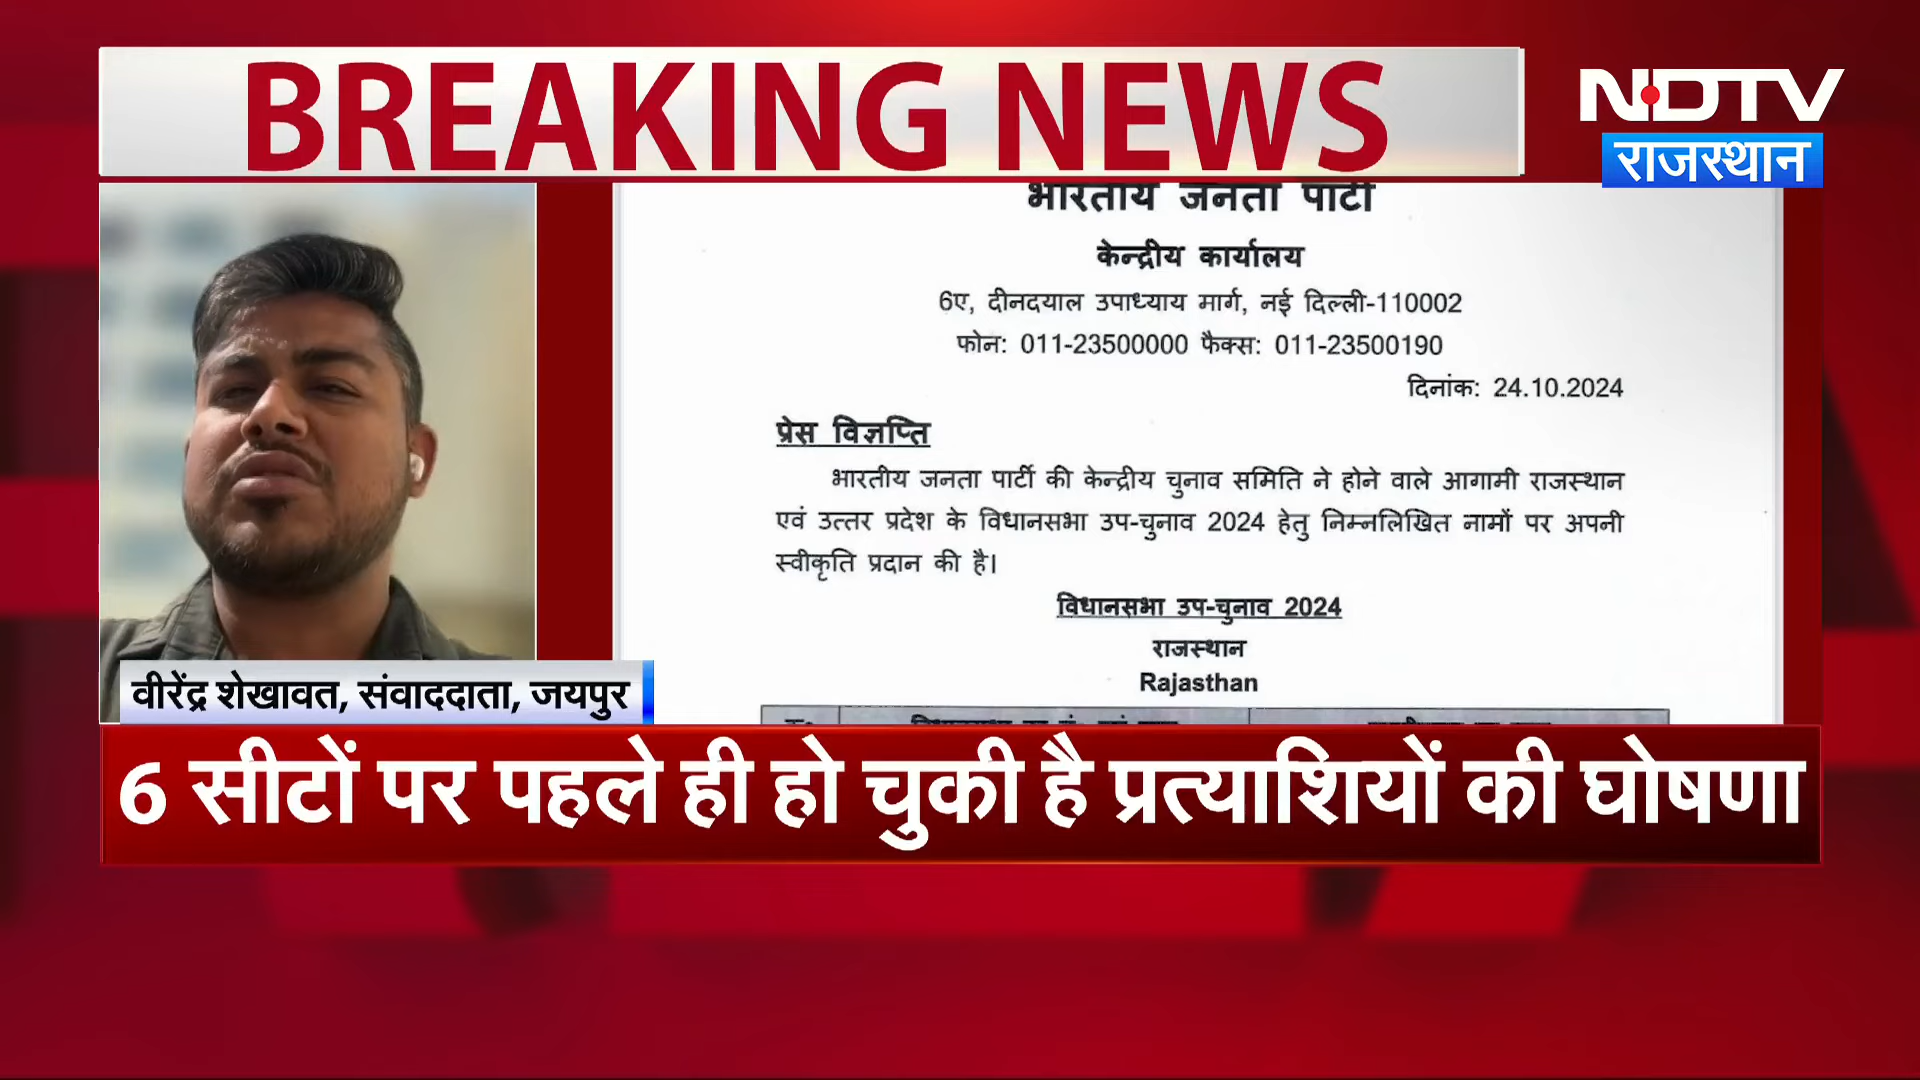 BREAKING NEWS
NDTV
राजस्थान
भारतीय जनता पार्टी
केन्द्रीय कार्यालय
6ए, दीनदयाल उपाध्याय मार्ग, नई दिल्ली-110002
फोन: 011-23500000 फैक्स: 011-23500190
दिनांक: 24.10.2024
प्रेस विज्ञप्ति
भारतीय जनता पार्टी की केन्द्रीय चुनाव समिति ने होने वाले आगामी राजस्थान
एवं उत्तर प्रदेश के विधानसभा उप-चुनाव 2024 हेतु निम्नलिखित नामों पर अपनी
स्वीकृति प्रदान की है।
विधानसभा उप-चुनाव 2024
राजस्थान
Rajasthan
वीरेंद्र शेखावत, संवाददाता, जयपुर
6 सीटों पर पहले ही हो चुकी है प्रत्याशियों की घोषणा